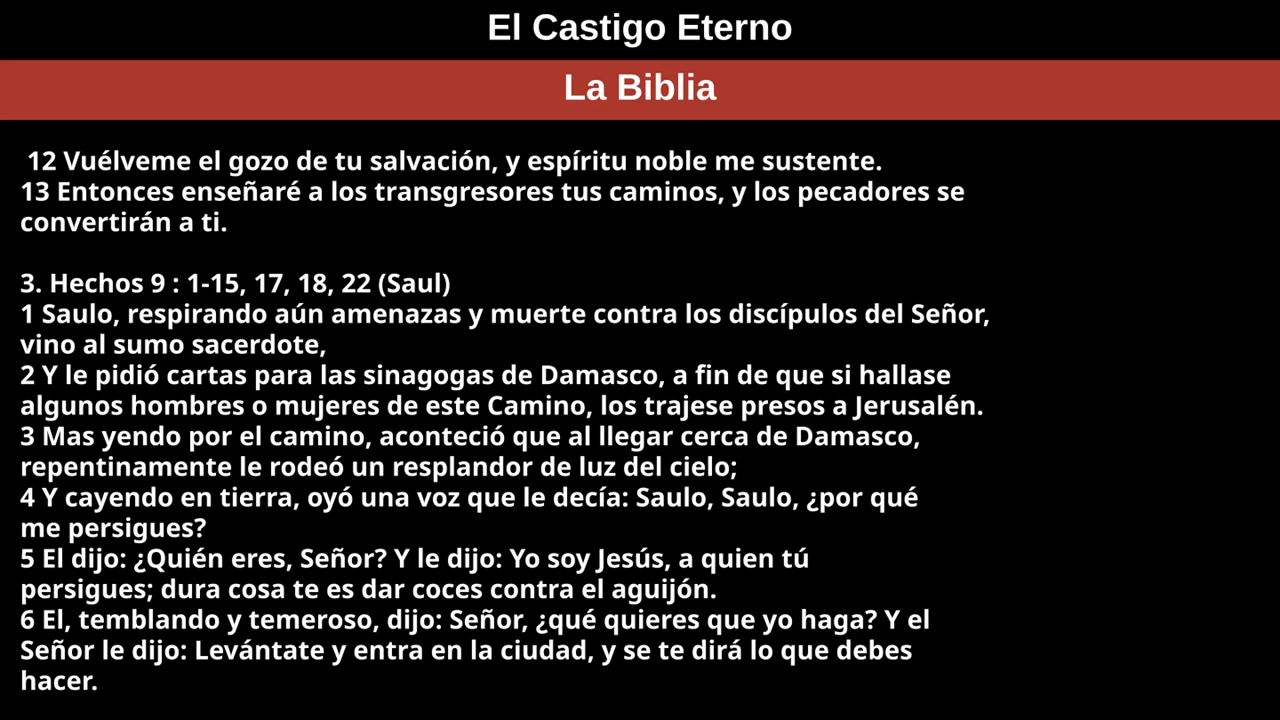 El Castigo Eterno
La Biblia
12 Vuélveme el gozo de tu salvación, y espíritu noble me sustente.
13 Entonces enseñaré a los transgresores tus caminos, y los pecadores se
convertirán a ti.
3. Hechos 9 : 1-15, 17, 18, 22 (Saul)
1 Saulo, respirando aún amenazas y muerte contra los discípulos del Señor,
vino al sumo sacerdote,
2 Y le pidió cartas para las sinagogas de Damasco, a fin de que si hallase
algunos hombres o mujeres de este Camino, los trajese presos a Jerusalén.
3 Mas yendo por el camino, aconteció que al llegar cerca de Damasco,
repentinamente le rodeó un resplandor de luz del cielo;
4 Y cayendo en tierra, oyó una voz que le decía: Saulo, Saulo, ¿por qué
me persigues?
5 El dijo: ¿Quién eres, Señor? Y le dijo: Yo soy Jesús, a quien tú
persigues; dura cosa te es dar coces contra el aguijón.
6 El, temblando y temeroso, dijo: Señor, ¿qué quieres que yo haga? Y el
Señor le dijo: Levántate y entra en la ciudad, y se te dirá lo que debes
hacer.